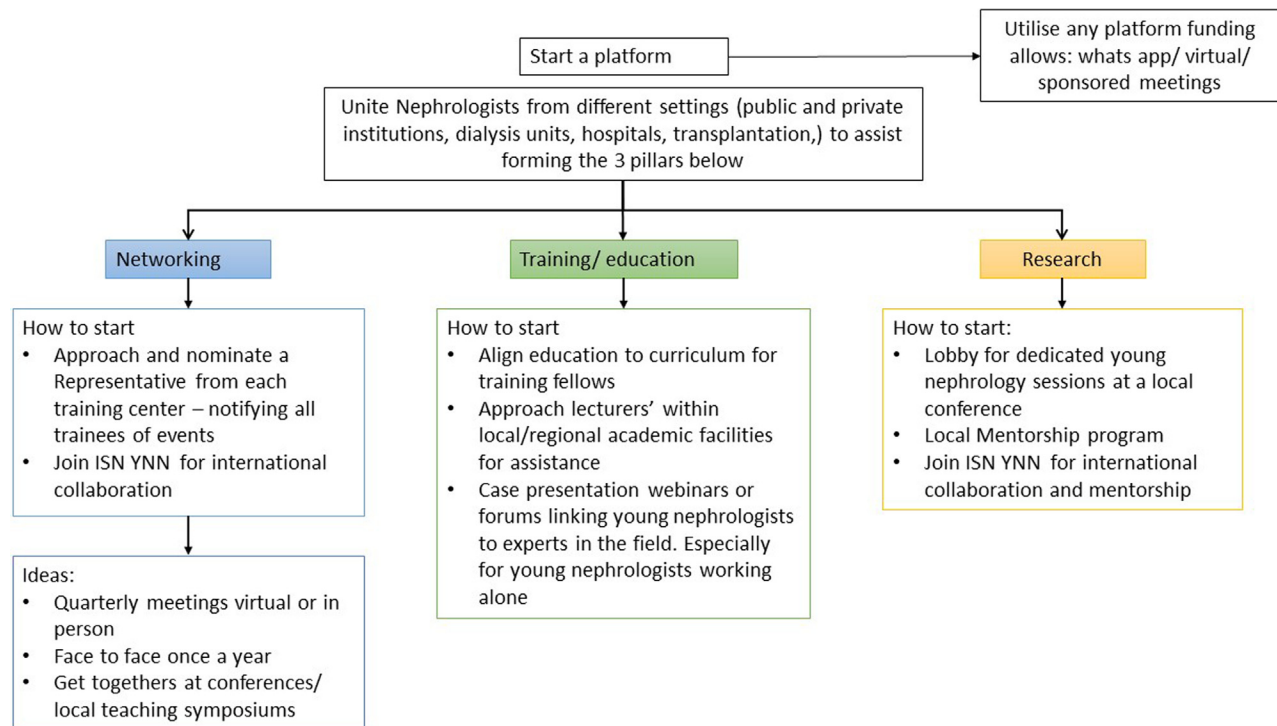 Start a platform
Utilise any platform funding
allows: whats app/ virtual/
sponsored meetings
Unite Nephrologists from different settings (public and private
institutions, dialysis units, hospitals, transplantation,) to assist
forming the 3 pillars below
Networking
How to start
• Approach and nominate a
Representative from each
training center – notifying all
trainees of events
• Join ISN YNN for international
collaboration
Ideas:
• Quarterly meetings virtual or in
person
• Face to face once a year
• Get togethers at conferences/
local teaching symposiums
Training/ education
How to start
• Align education to curriculum for
training fellows
• Approach lecturers’ within
local/regional academic facilities
for assistance
• Case presentation webinars or
forums linking young nephrologists
to experts in the field. Especially
for young nephrologists working
alone
Research
How to start:
• Lobby for dedicated young
nephrology sessions at a local
conference
• Local Mentorship program
• Join ISN YNN for international
collaboration and mentorship